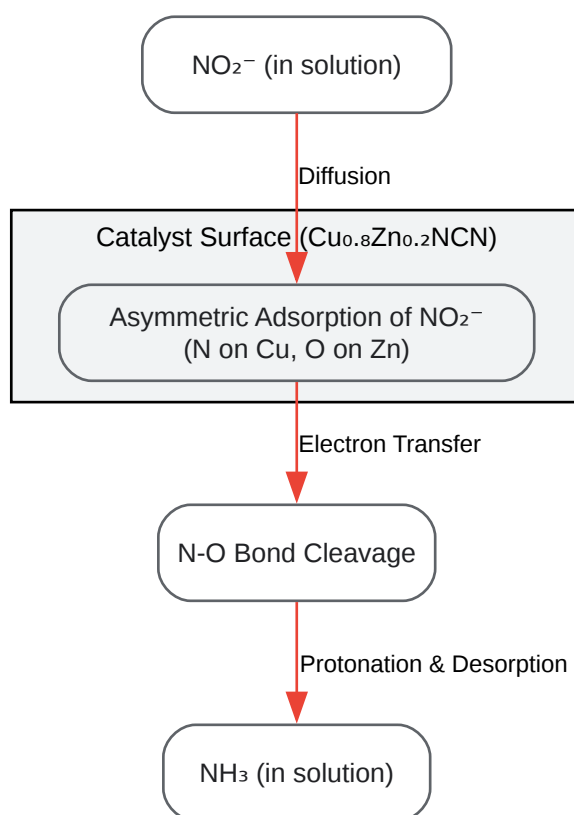 NO₂⁻ (in solution)
Diffusion
Catalyst Surface (Cu₀.₈Zn₀.₂NCN)
Asymmetric Adsorption of NO₂⁻
(N on Cu, O on Zn)
Electron Transfer
N-O Bond Cleavage
Protonation & Desorption
NH₃ (in solution)